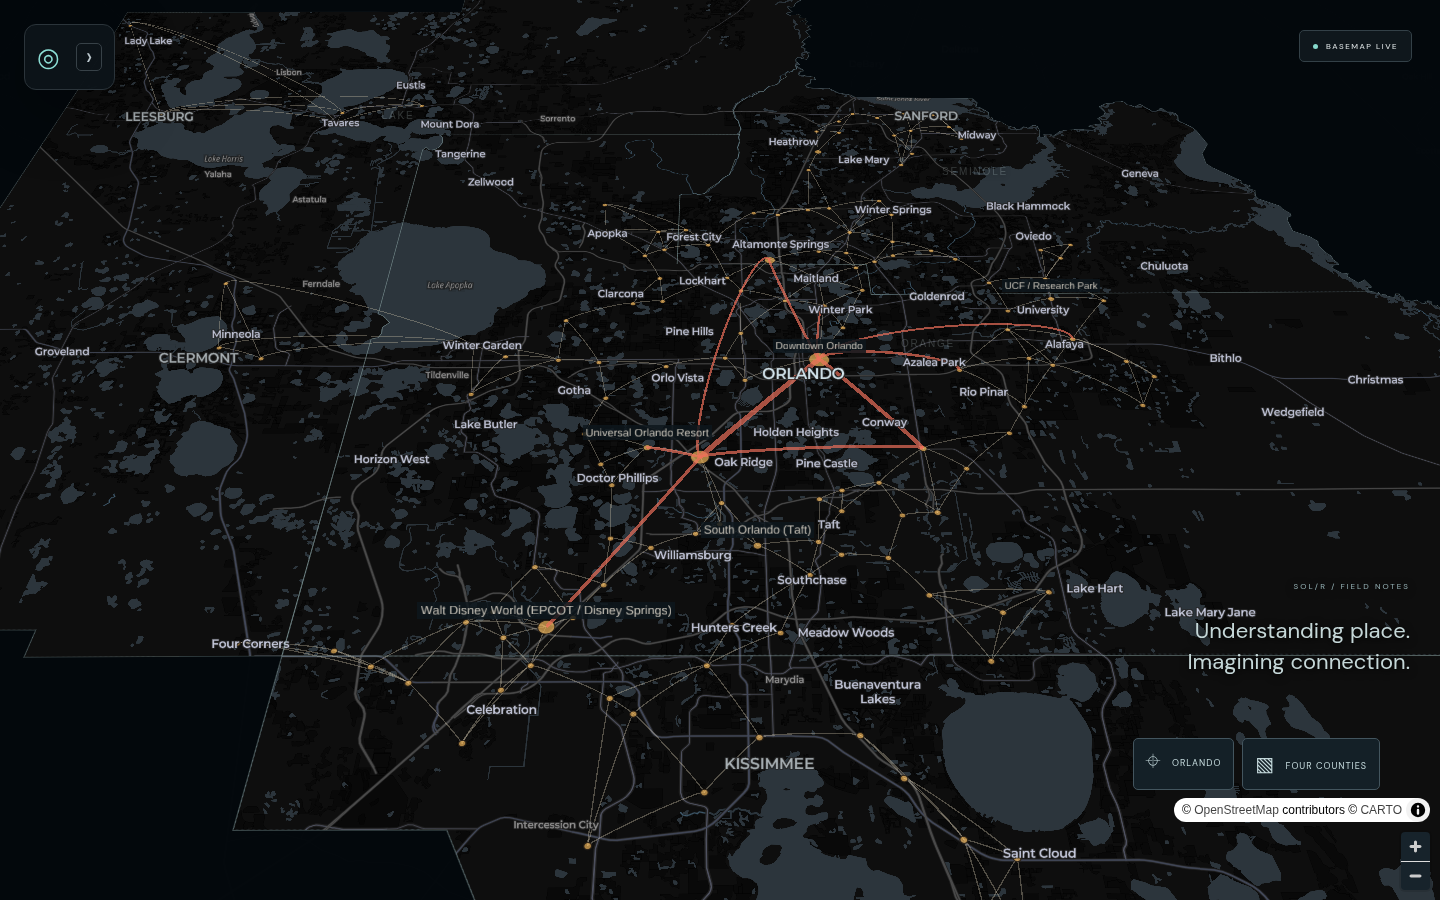 Lady Lake
BASEMAP LIVE
Lisbon
Eustis
LAKE
LEESBURG
Tavares
Mount Dora
Sorrento
SANFORD
Midway
Heathrow
Tangerine
Lake Harris
Lake Mary
Yalaha
SEMINOLE
Geneva
Zellwood
Astatula
Winter Springs
Black Hammock
Apopka
Forest City
Altamonte Springs
Oviedo
Chuluota
Ferndale
Lake Apopka
Lockhart
Maitland
UCF / Research Park
Clarcona
Goldenrod
Winter Park
University
Minneola
Pine Hills
Winter Garden
Downtown Orlando
ORANGE
Alafaya
Groveland
CLERMONT
Azalea Park
Bithlo
Tildenville
Orlo Vista
ORLANDO
Christmas
Gotha
Rio Pinar
Wedgefield
Lake Butler
Conway
Universal Orlando Resort
Holden Heights
Horizon West
Oak Ridge
Pine Castle
Doctor Phillips
South Orlando (Taft)
Taft
Williamsburg
Southchase
SOL/R / FIELD NOTES
Lake Hart
Walt Disney World (EPCOT / Disney Springs)
Lake Mary Jane
Hunters Creek
Meadow Woods
Understanding place.
Imagining connection.
Four Corners
Marydia
Buenaventura
Lakes
Celebration
KISSIMMEE
ORLANDO
FOUR COUNTIES
© OpenStreetMap contributors © CARTO
Intercession City
Saint Cloud